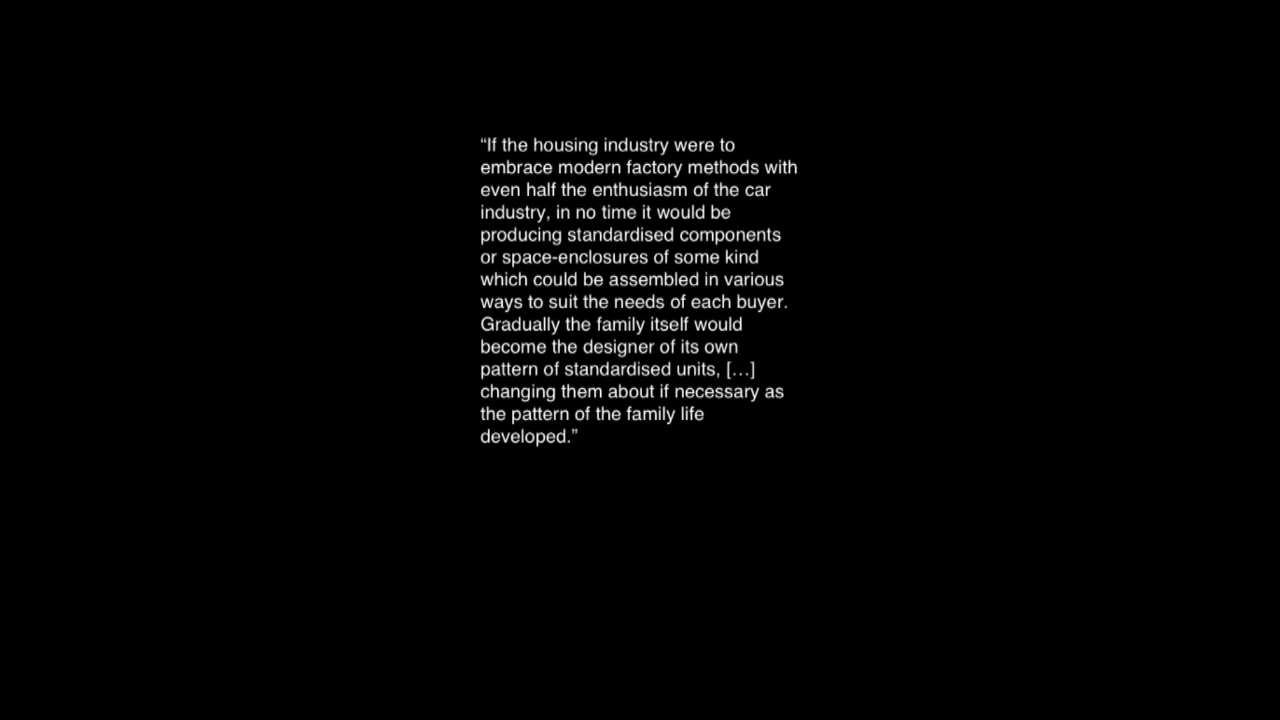 “If the housing industry were to
embrace modern factory methods with
even half the enthusiasm of the car
industry, in no time it would be
producing standardised components
or space-enclosures of some kind
which could be assembled in various
ways to suit the needs of each buyer.
Gradually the family itself would
become the designer of its own
pattern of standardised units, […]
changing them about if necessary as
the pattern of the family life
developed.”